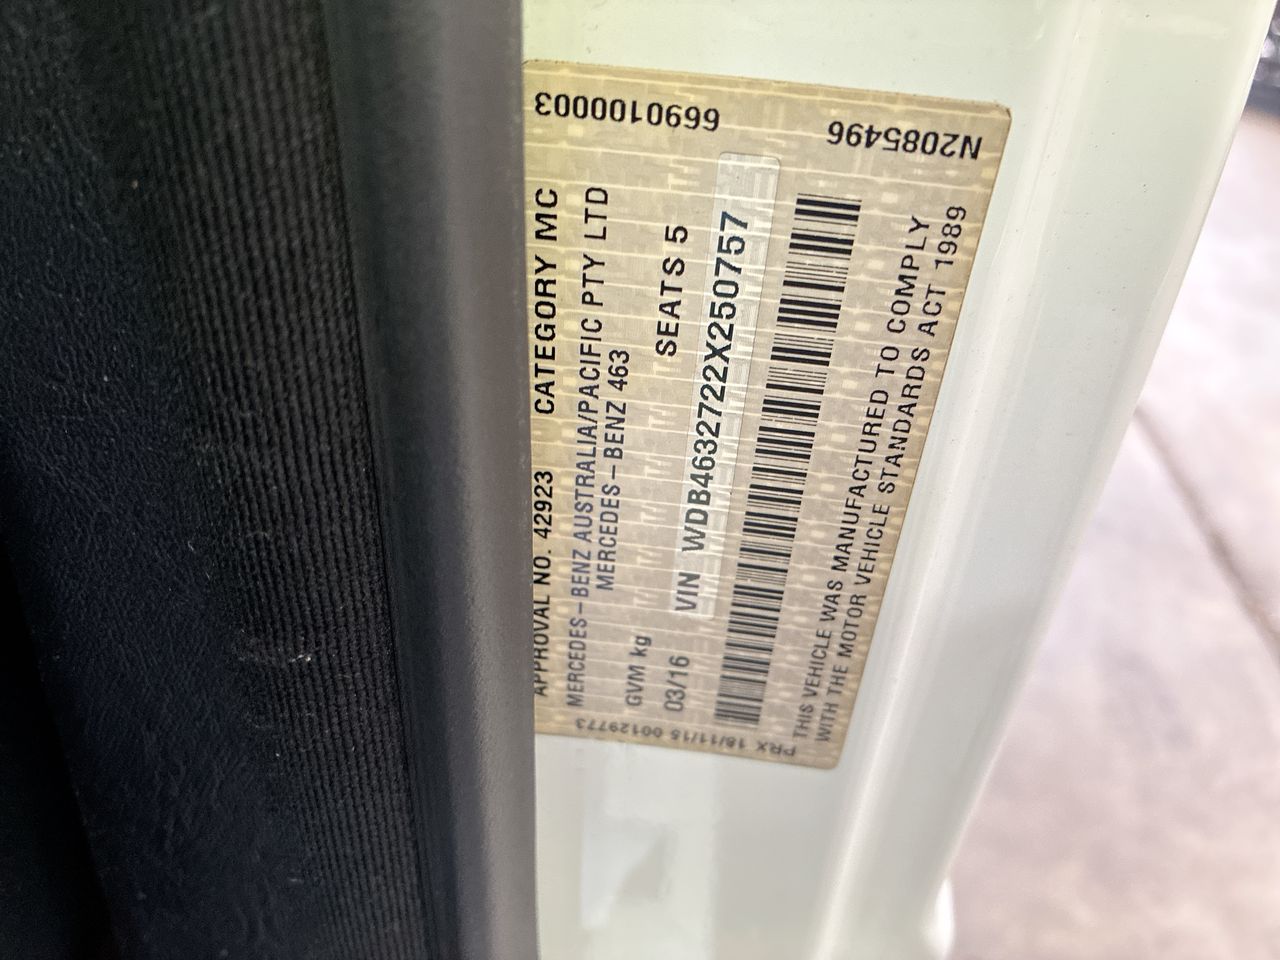 APPROVAL NO. 42923 CATEGORY MC
MERCEDES-BENZ AUSTRALIA/PACIFIC PTY LTD
MERCEDES-BENZ 463
GVM kg SEATS 5
03/16 VIN WDB4632722X250757
THIS VEHICLE WAS MANUFACTURED TO COMPLY
WITH THE MOTOR VEHICLE STANDARDS ACT 1989
6690100003
N2085496
PRX 18/11/15 00129773